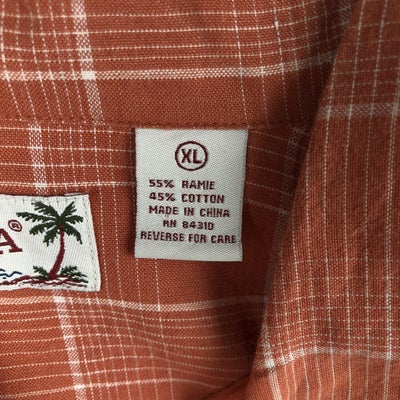 XL
55% RAMIE
45% COTTON
MADE IN CHINA
RN 84310
REVERSE FOR CARE
A®